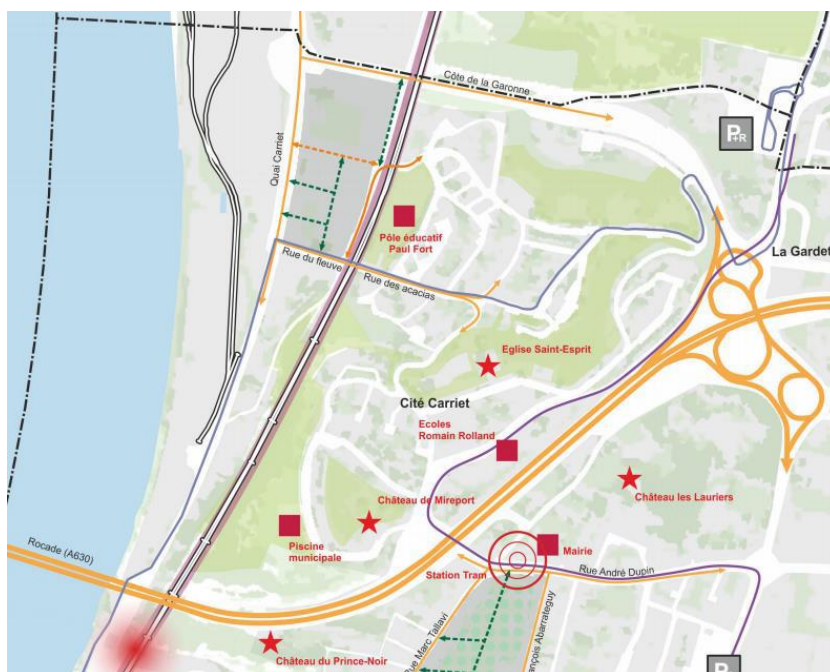 Côte de la Garonne
P+R
Quai Carriet
Pôle éducatif
Paul Fort
La Gardet
Rue du fleuve
Rue des acacias
Eglise Saint-Esprit
Cité Carriet
Ecoles
Romain Rolland
Château les Lauriers
Château de Mireport
Piscine
municipale
Mairie
Rocade (A630)
Station Tram
Rue André Dupin
Rue Marc Tallavi
ançois Abarrateguy
Château du Prince-Noir
P